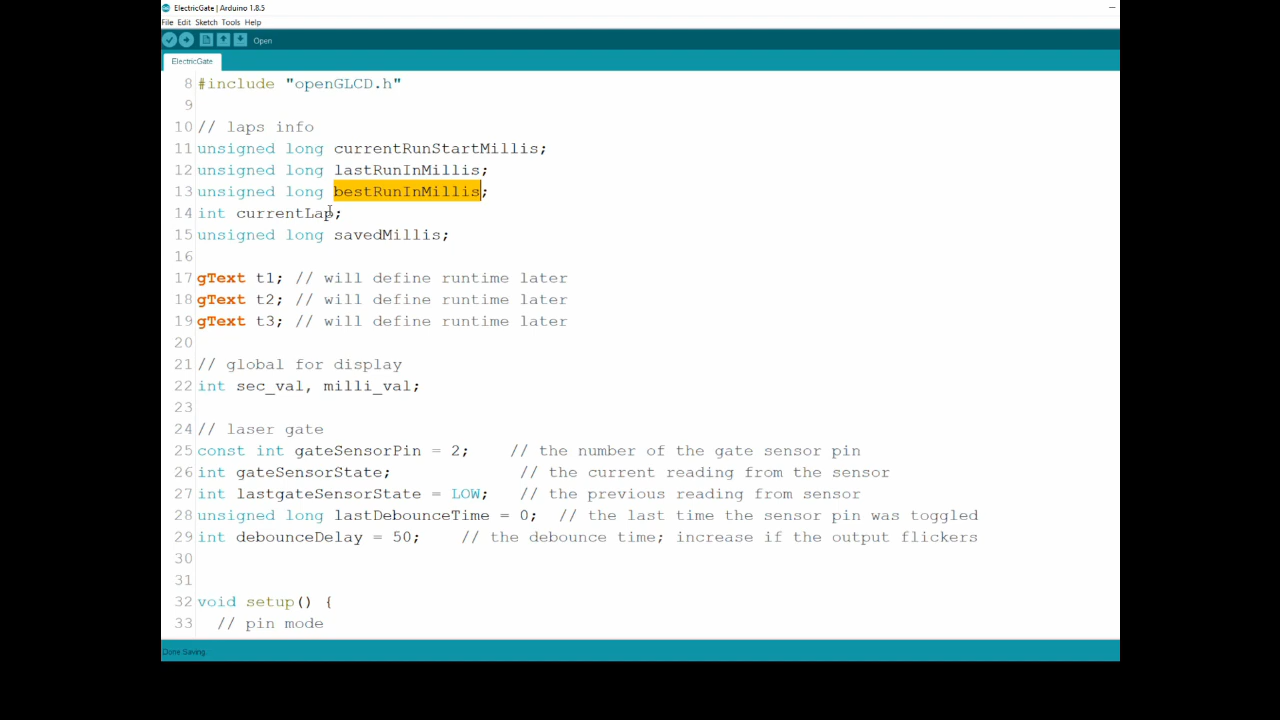 ElectricGate | Arduino 1.8.5
File Edit Sketch Tools Help
Open
ElectricGate
8 #include "openGLCD.h"
9
10 // laps info
11 unsigned long currentRunStartMillis;
12 unsigned long lastRunInMillis;
13 unsigned long bestRunInMillis;
14 int currentLap;
15 unsigned long savedMillis;
16
17 gText t1; // will define runtime later
18 gText t2; // will define runtime later
19 gText t3; // will define runtime later
20
21 // global for display
22 int sec_val, milli_val;
23
24 // laser gate
25 const int gateSensorPin = 2;    // the number of the gate sensor pin
26 int gateSensorState;             // the current reading from the sensor
27 int lastgateSensorState = LOW;   // the previous reading from sensor
28 unsigned long lastDebounceTime = 0;  // the last time the sensor pin was toggled
29 int debounceDelay = 50;    // the debounce time; increase if the output flickers
30
31
32 void setup() {
33   // pin mode
Done Saving.